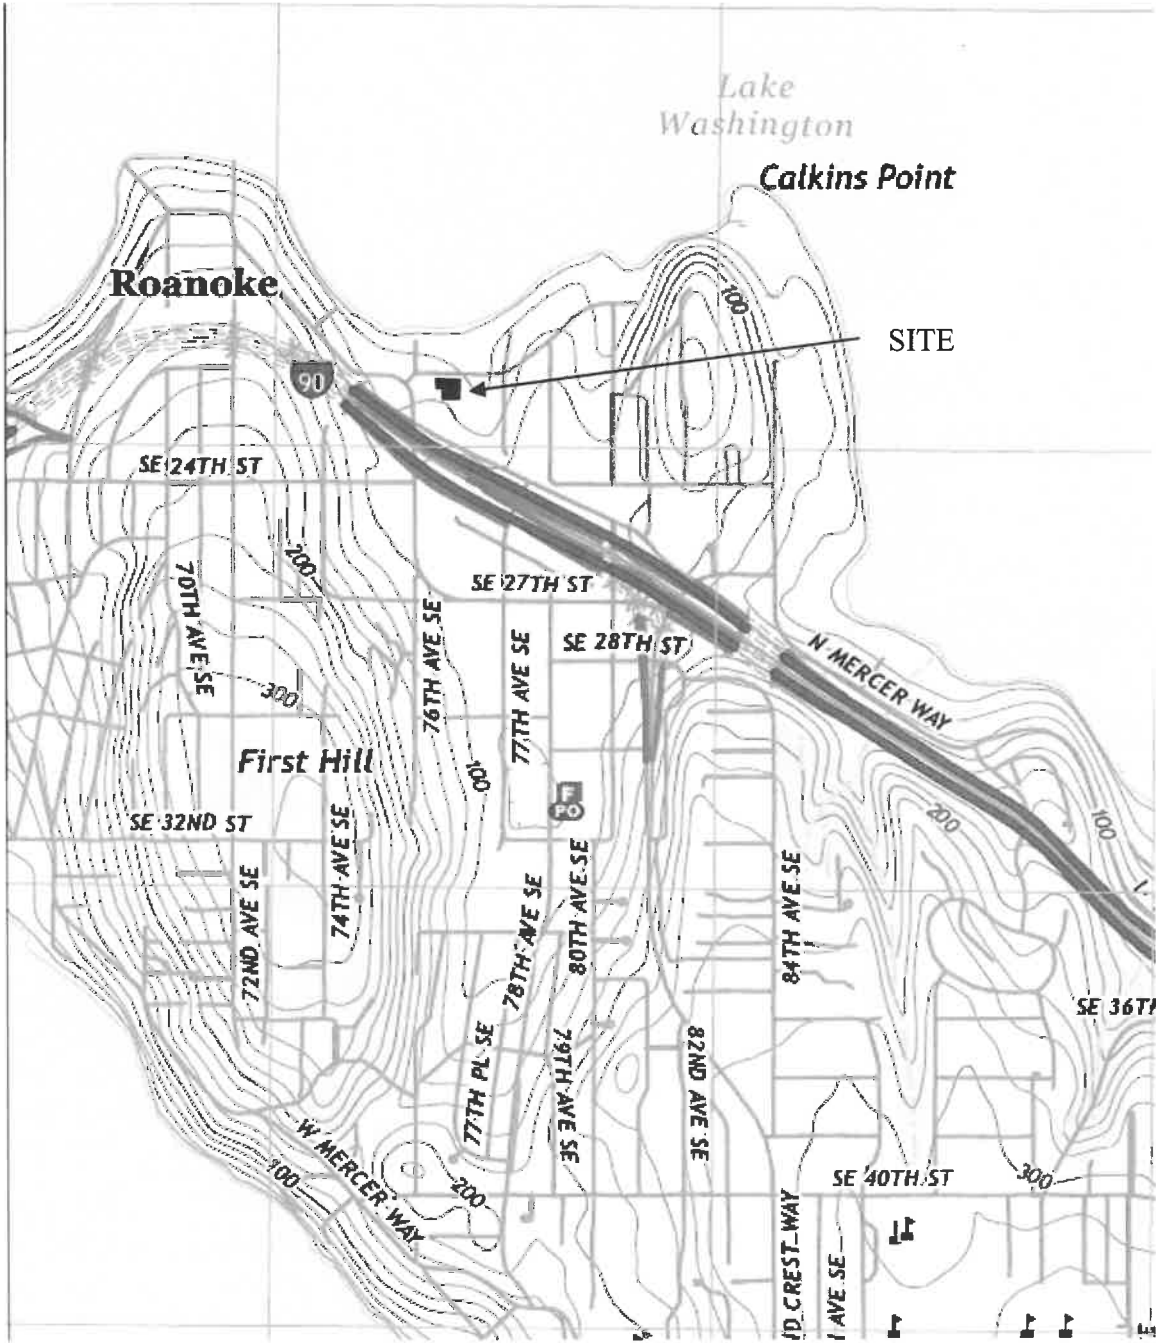 Lake
Washington
Calkins Point
Roanoke
100
SITE
90
SE 24TH ST
200
70TH AVE SE
SE 27TH ST
76TH AVE SE
77TH AVE SE
SE 28TH ST
N MERCER WAY
300
First Hill
100
F
PO
200
100
SE 32ND ST
74TH AVE SE
72ND AVE SE
78TH AVE SE
80TH AVE SE
84TH AVE SE
SE 36TH
77TH PL SE
79TH AVE SE
82ND AVE SE
W MERCER WAY
100
200
SE 40TH ST
300
ND CREST WAY
AVE SE